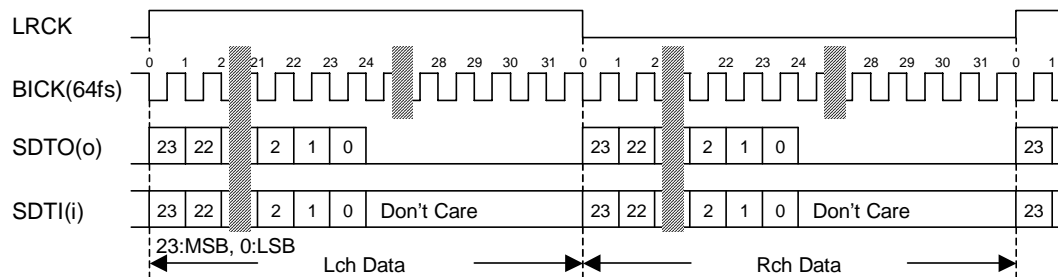 LRCK
0 1 2 21 22 23 24 28 29 30 31 0 1 2 22 23 24 28 29 30 31 0 1
BICK(64fs)
SDTO(o) 23 22 2 1 0 23 22 2 1 0 23
SDTI(i) 23 22 2 1 0 Don't Care 23 22 2 1 0 Don't Care 23
23:MSB, 0:LSB
Lch Data Rch Data